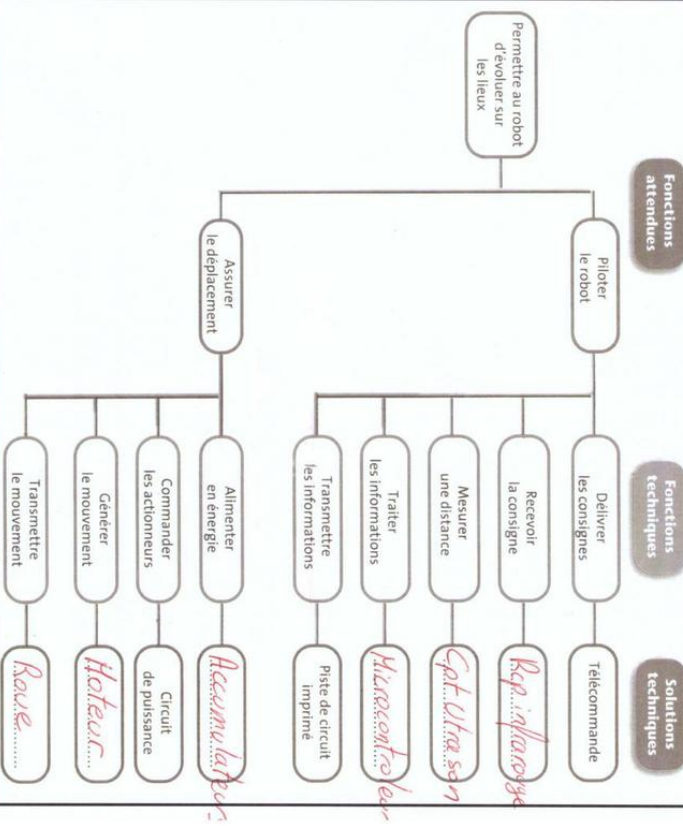 Fonctions
attendues
Fonctions
techniques
Solutions
techniques
Permettre au robot
d'évoluer sur
les lieux
Piloter
le robot
Délivrer
les consignes
Télécommande
Recevoir
la consigne
Rcp. infrarouge
Mesurer
une distance
Cpt Utra son
Traiter
les informations
Microcontroleur
Transmettre
les informations
Piste de circuit
imprimé
Assurer
le déplacement
Alimenter
en énergie
Accumulateurs
Commander
les actionneurs
Circuit
de puissance
Générer
le mouvement
Moteur
Transmettre
le mouvement
Roue